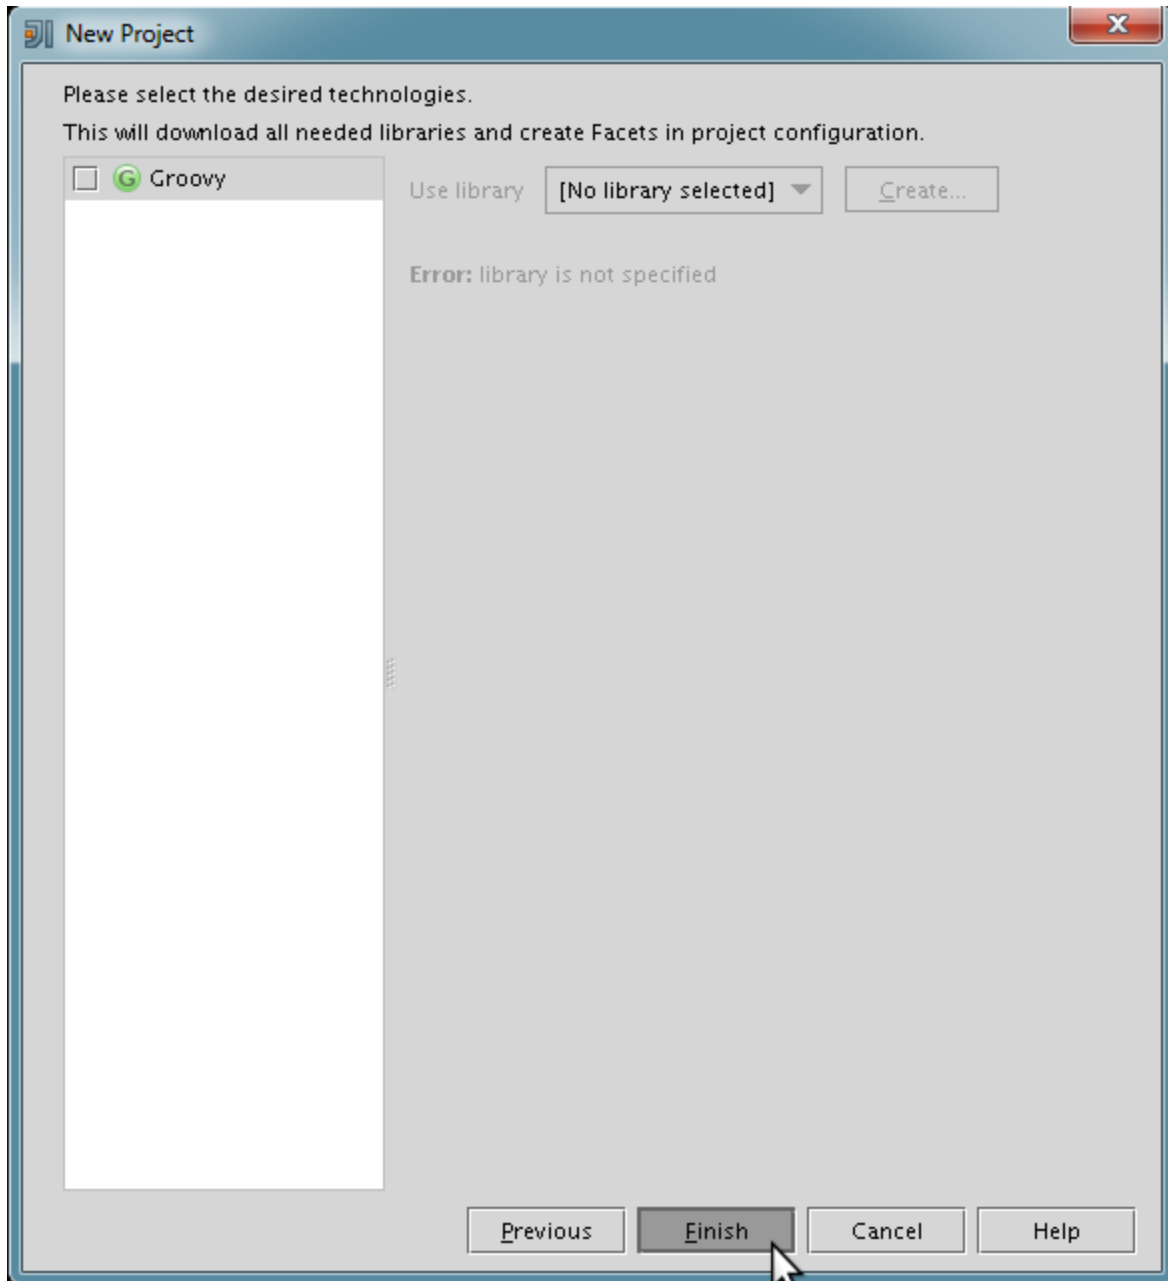 New Project
Please select the desired technologies.
This will download all needed libraries and create Facets in project configuration.
G Groovy
Use library [No library selected] Create...
Error: library is not specified
Previous Finish Cancel Help